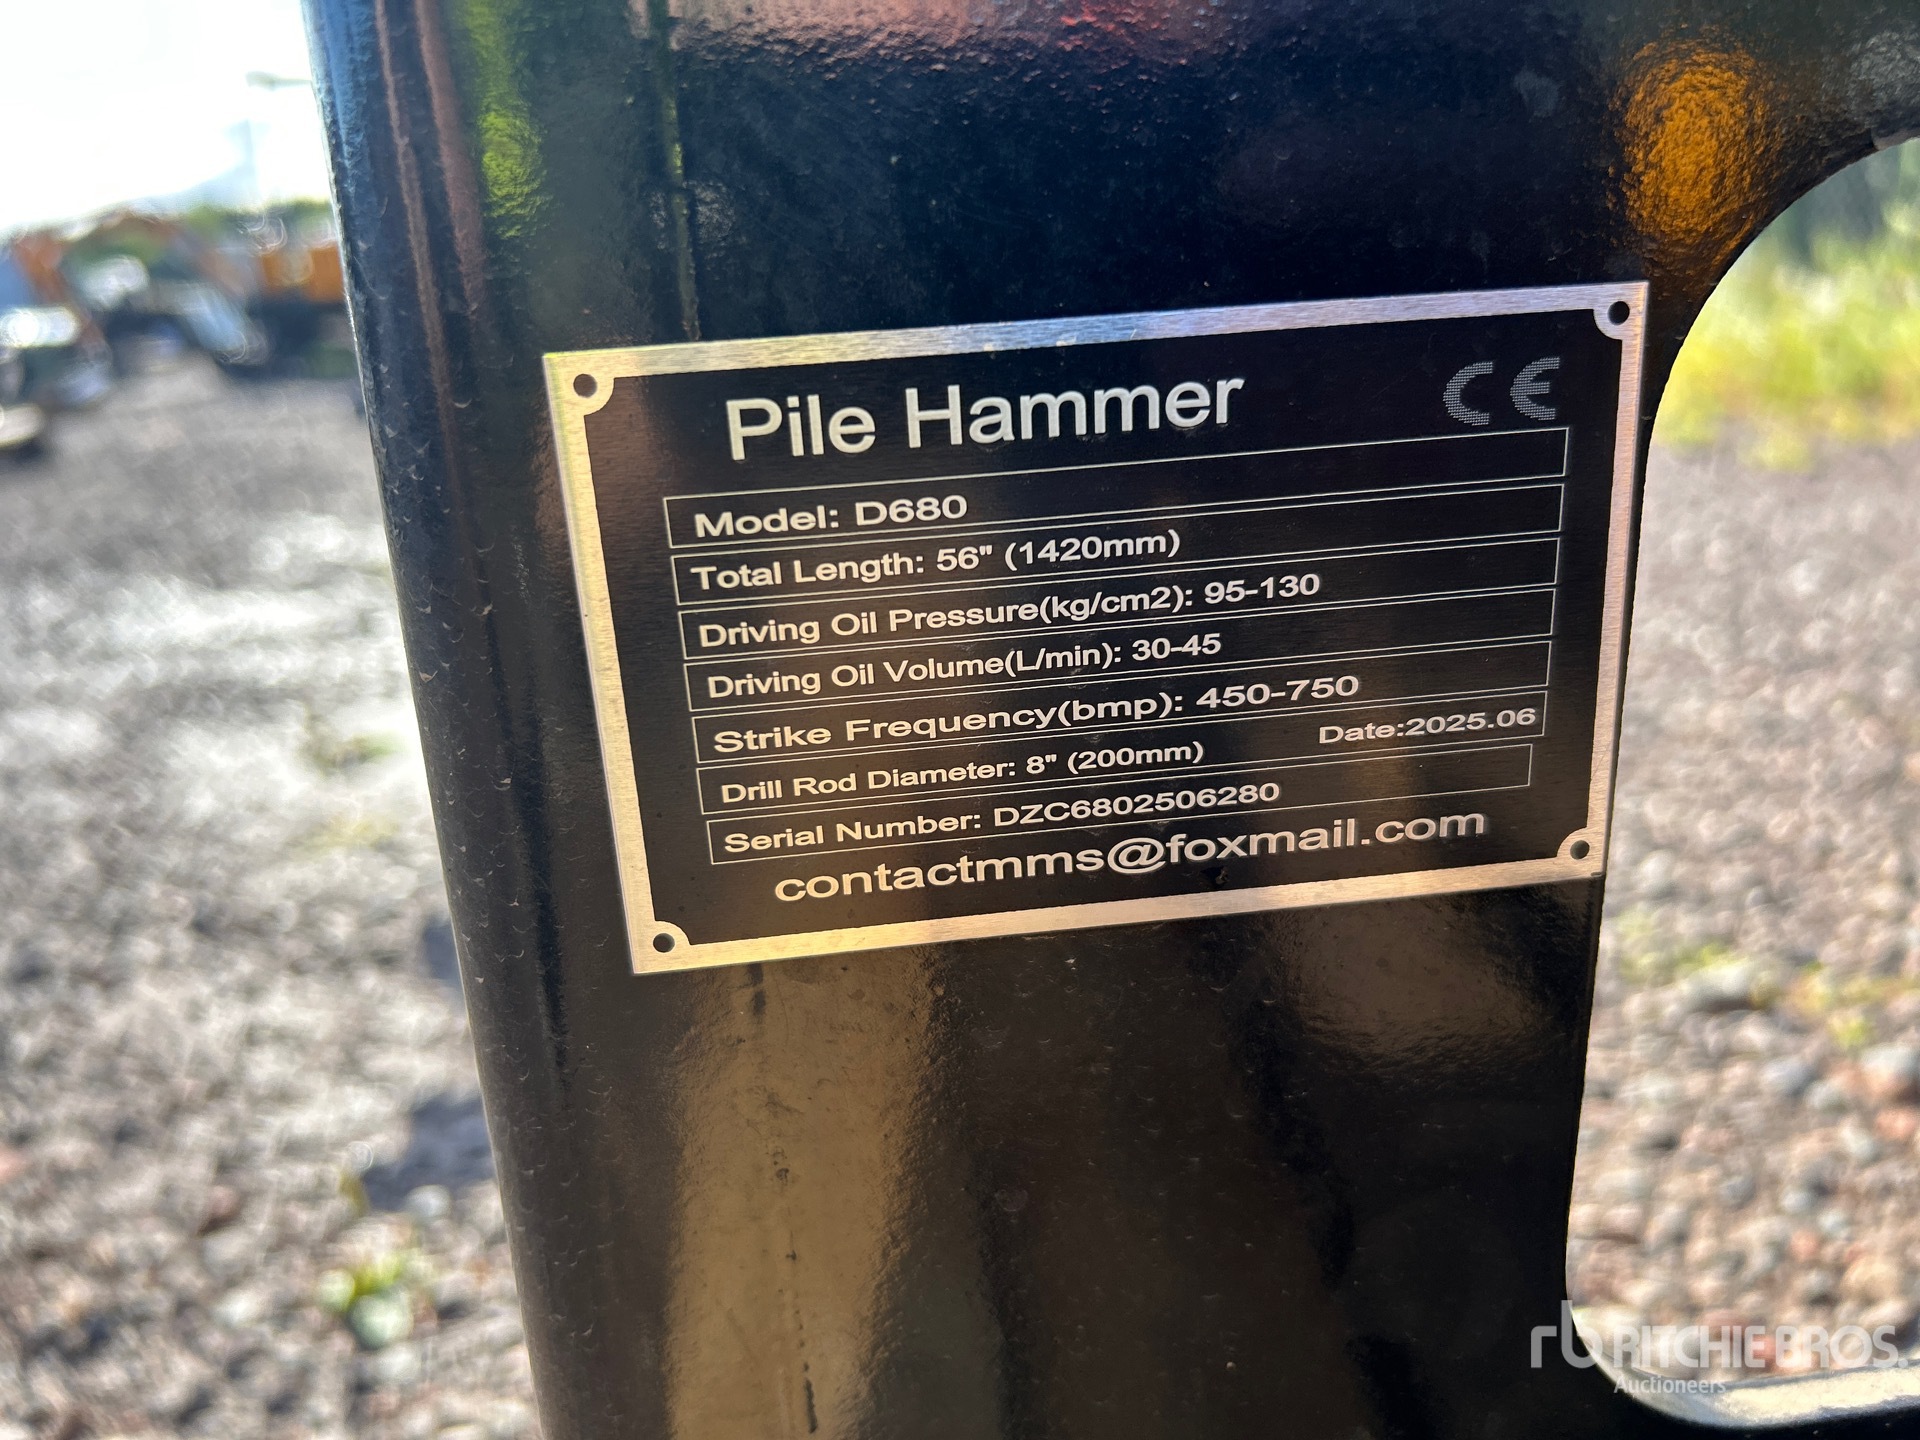 Pile Hammer CE
Model: D680
Total Length: 56" (1420mm)
Driving Oil Pressure(kg/cm2): 95-130
Driving Oil Volume(L/min): 30-45
Strike Frequency(bmp): 450-750
Drill Rod Diameter: 8" (200mm) Date:2025.06
Serial Number: DZC6802506280
contactmms@foxmail.com
rb RITCHIE BROS.
Auctioneers